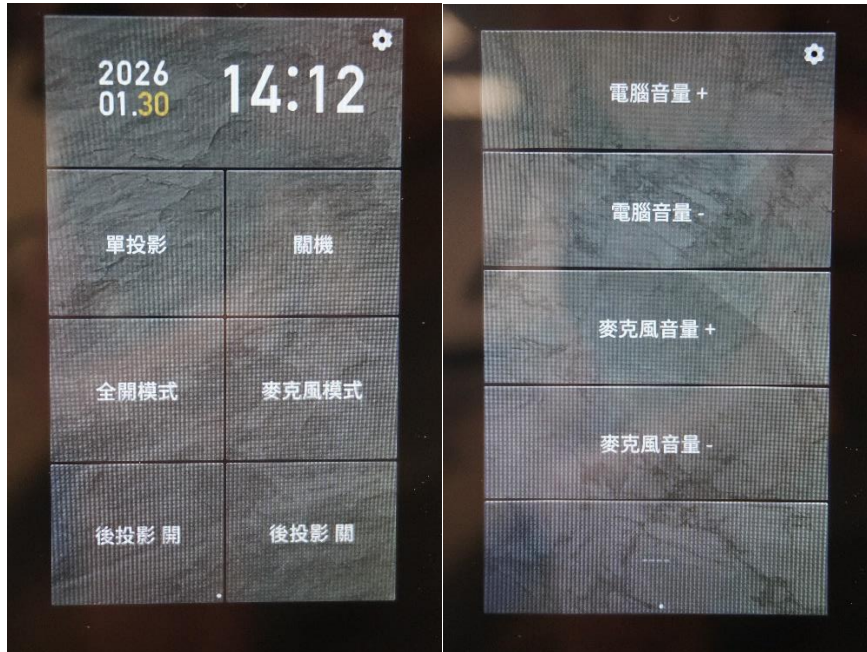 2026
01.30
14:12
單投影
關機
全開模式
麥克風模式
後投影 開
後投影 關
電腦音量 +
電腦音量 -
麥克風音量 +
麥克風音量 -
----